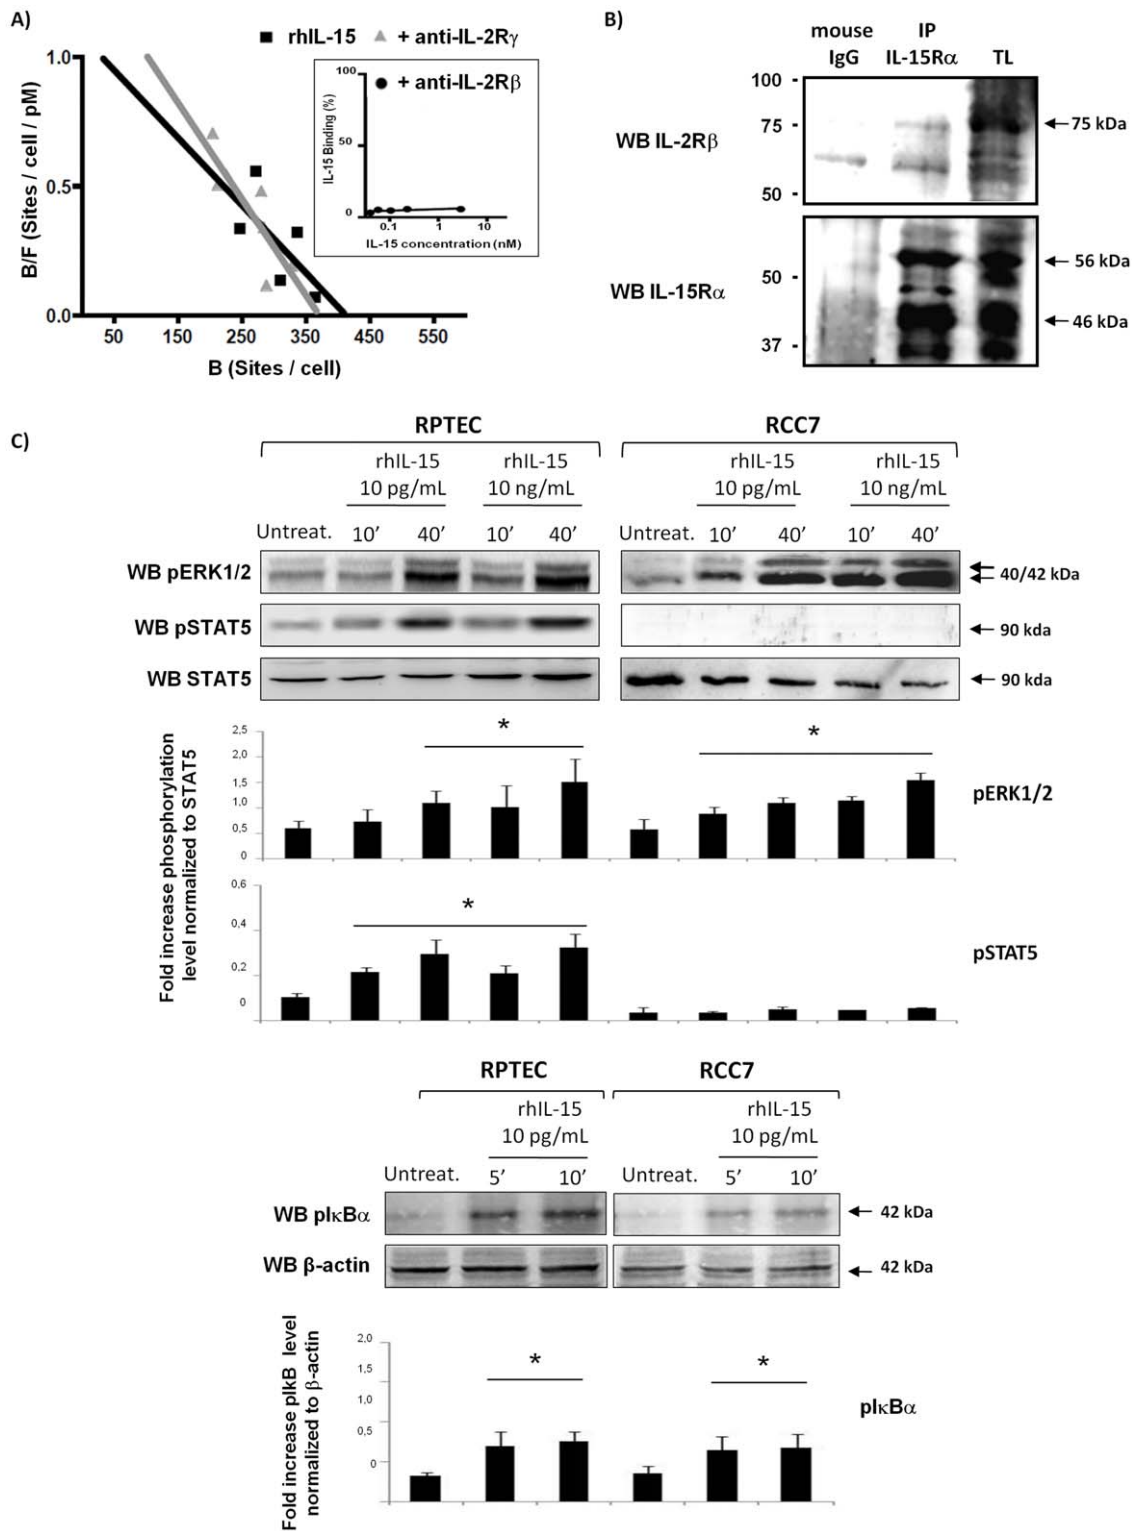 A)
■ rhIL-15 ▲ + anti-IL-2Rγ
B/F (Sites / cell / pM)
1.0
0.5
0.0
50 150 250 350 450 550
B (Sites / cell)
● + anti-IL-2Rβ
IL-15 Binding (%)
100
50
0
0.1 1 10
IL-15 concentration (nM)
B)
mouse IgG
IP IL-15Rα
TL
WB IL-2Rβ
100 -
75 -
50 -
← 75 kDa
WB IL-15Rα
50 -
37 -
← 56 kDa
← 46 kDa
C)
RPTEC RCC7
rhIL-15 rhIL-15 rhIL-15 rhIL-15
10 pg/mL 10 ng/mL 10 pg/mL 10 ng/mL
Untreat. 10’ 40’ 10’ 40’ Untreat. 10’ 40’ 10’ 40’
WB pERK1/2 40/42 kDa
WB pSTAT5 ← 90 kda
WB STAT5 ← 90 kda
Fold increase phosphorylation
level normalized to STAT5
2,5
2,0
1,5
1,0
0,5
0
* *
pERK1/2
0,6
0,4
0,2
0
*
pSTAT5
RPTEC RCC7
rhIL-15 rhIL-15
10 pg/mL 10 pg/mL
Untreat. 5’ 10’ Untreat. 5’ 10’
WB pIκBα ← 42 kDa
WB β-actin ← 42 kDa
Fold increase pIkB level
normalized to β-actin
2,0
1,5
1,0
0,5
0
* *
pIκBα